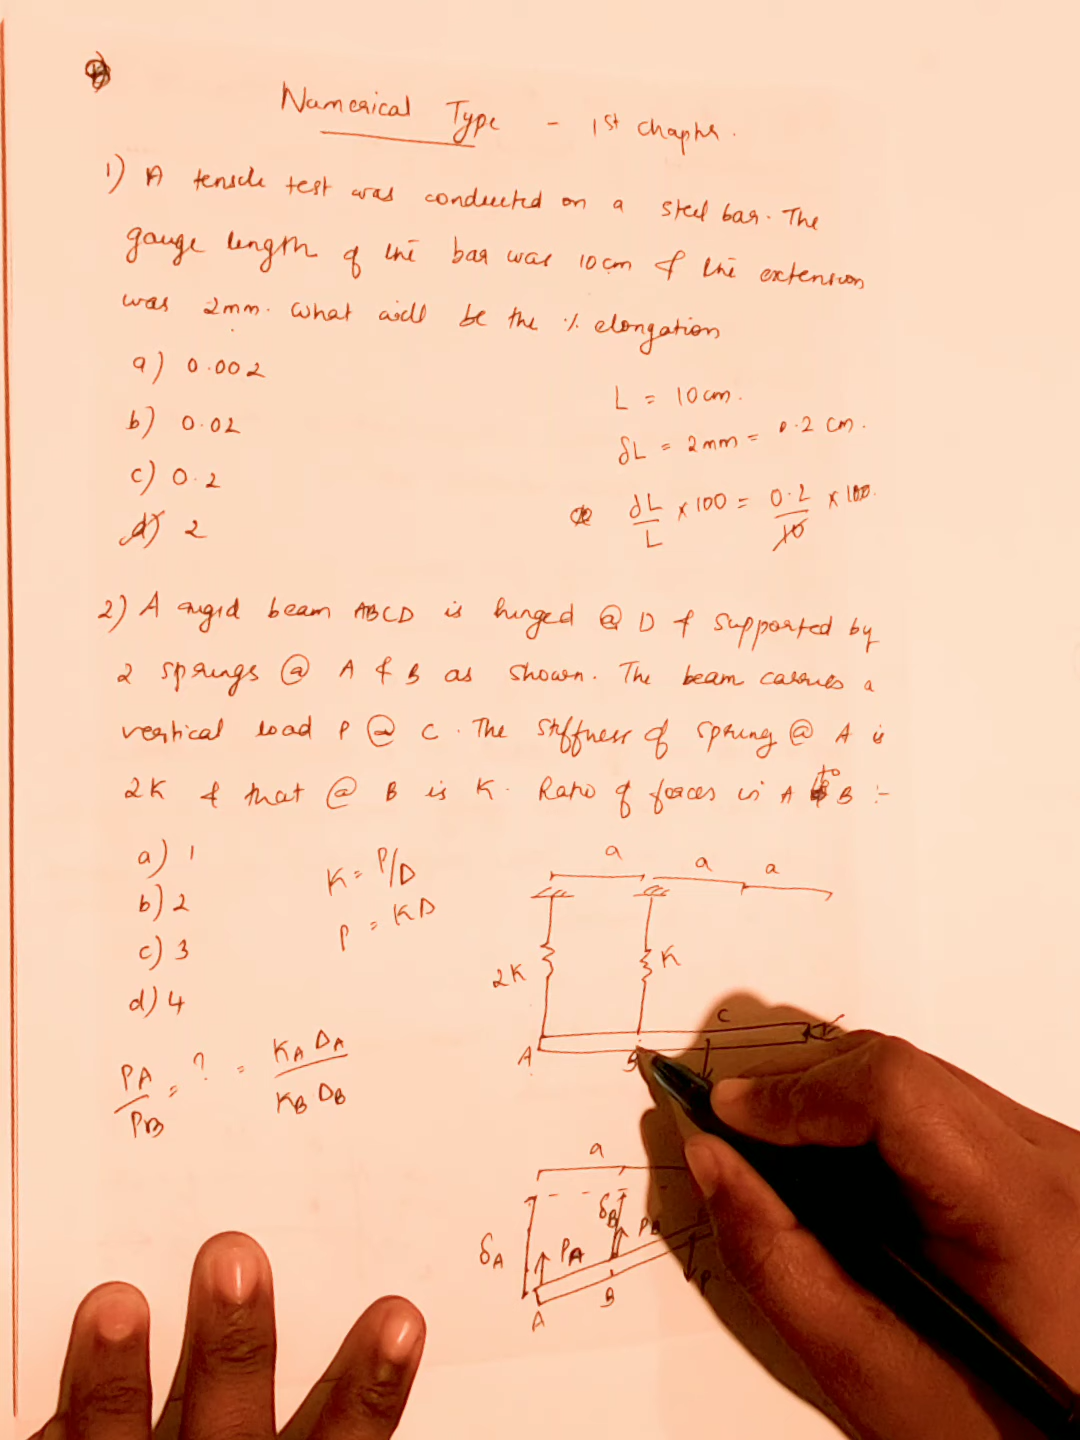 Numerical Type - 1st chapter.
1) A tensile test was conducted on a steel bar. The
gauge length of the bar was 10cm & the extension
was 2mm. What will be the % elongation
a) 0.002
b) 0.02
c) 0.2
d) 2
L = 10cm.
δL = 2mm = 0.2 cm.
δL/L × 100 = 0.2/10 × 100.
2) A rigid beam ABCD is hinged @ D & supported by
2 springs @ A & B as shown. The beam carries a
vertical load P @ C. The stiffness of spring @ A is
2K & that @ B is K. Ratio of forces in A to B :-
a) 1
b) 2
c) 3
d) 4
K = P/D
P = KD
PA/PB = ? = KA DA/KB DB
a a a
2K K
A B C
a
δA PA δB PB P
A B